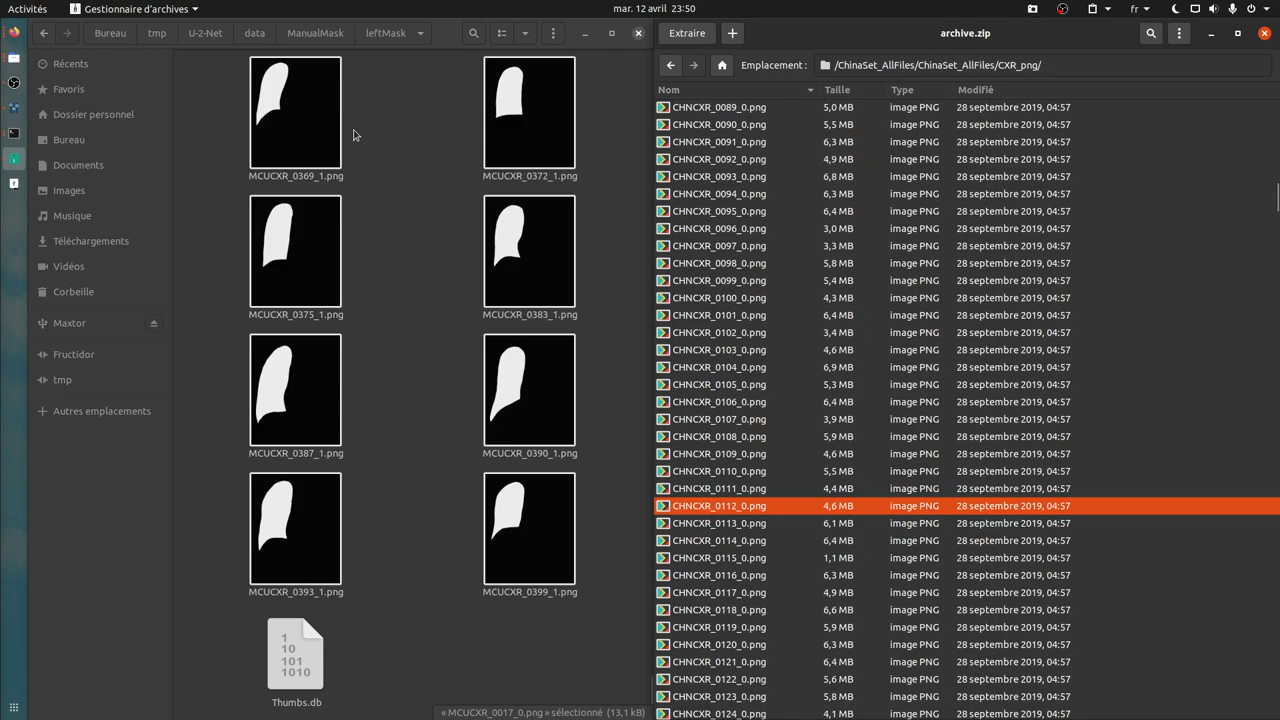 Activités
Gestionnaire d'archives
mar. 12 avril 23:50
fr
Bureau
tmp
U-2-Net
data
ManualMask
leftMask
Récents
Favoris
Dossier personnel
Bureau
Documents
Images
Musique
Téléchargements
Vidéos
Corbeille
Maxtor
Fructidor
tmp
Autres emplacements
MCUCXR_0369_1.png
MCUCXR_0372_1.png
MCUCXR_0375_1.png
MCUCXR_0383_1.png
MCUCXR_0387_1.png
MCUCXR_0390_1.png
MCUCXR_0393_1.png
MCUCXR_0399_1.png
1
10
101
1010
Thumbs.db
« MCUCXR_0017_0.png » sélectionné (13,1 kB)
Extraire
archive.zip
Emplacement : /ChinaSet_AllFiles/ChinaSet_AllFiles/CXR_png/
Nom Taille Type Modifié
CHNCXR_0089_0.png 5,0 MB image PNG 28 septembre 2019, 04:57
CHNCXR_0090_0.png 5,5 MB image PNG 28 septembre 2019, 04:57
CHNCXR_0091_0.png 6,3 MB image PNG 28 septembre 2019, 04:57
CHNCXR_0092_0.png 4,9 MB image PNG 28 septembre 2019, 04:57
CHNCXR_0093_0.png 6,8 MB image PNG 28 septembre 2019, 04:57
CHNCXR_0094_0.png 6,3 MB image PNG 28 septembre 2019, 04:57
CHNCXR_0095_0.png 6,4 MB image PNG 28 septembre 2019, 04:57
CHNCXR_0096_0.png 3,0 MB image PNG 28 septembre 2019, 04:57
CHNCXR_0097_0.png 3,3 MB image PNG 28 septembre 2019, 04:57
CHNCXR_0098_0.png 5,8 MB image PNG 28 septembre 2019, 04:57
CHNCXR_0099_0.png 5,4 MB image PNG 28 septembre 2019, 04:57
CHNCXR_0100_0.png 4,3 MB image PNG 28 septembre 2019, 04:57
CHNCXR_0101_0.png 6,4 MB image PNG 28 septembre 2019, 04:57
CHNCXR_0102_0.png 3,4 MB image PNG 28 septembre 2019, 04:57
CHNCXR_0103_0.png 4,6 MB image PNG 28 septembre 2019, 04:57
CHNCXR_0104_0.png 6,9 MB image PNG 28 septembre 2019, 04:57
CHNCXR_0105_0.png 5,3 MB image PNG 28 septembre 2019, 04:57
CHNCXR_0106_0.png 6,4 MB image PNG 28 septembre 2019, 04:57
CHNCXR_0107_0.png 3,9 MB image PNG 28 septembre 2019, 04:57
CHNCXR_0108_0.png 5,9 MB image PNG 28 septembre 2019, 04:57
CHNCXR_0109_0.png 4,6 MB image PNG 28 septembre 2019, 04:57
CHNCXR_0110_0.png 5,5 MB image PNG 28 septembre 2019, 04:57
CHNCXR_0111_0.png 4,4 MB image PNG 28 septembre 2019, 04:57
CHNCXR_0112_0.png 4,6 MB image PNG 28 septembre 2019, 04:57
CHNCXR_0113_0.png 6,1 MB image PNG 28 septembre 2019, 04:57
CHNCXR_0114_0.png 6,4 MB image PNG 28 septembre 2019, 04:57
CHNCXR_0115_0.png 1,1 MB image PNG 28 septembre 2019, 04:57
CHNCXR_0116_0.png 6,3 MB image PNG 28 septembre 2019, 04:57
CHNCXR_0117_0.png 4,9 MB image PNG 28 septembre 2019, 04:57
CHNCXR_0118_0.png 6,6 MB image PNG 28 septembre 2019, 04:57
CHNCXR_0119_0.png 5,9 MB image PNG 28 septembre 2019, 04:57
CHNCXR_0120_0.png 6,3 MB image PNG 28 septembre 2019, 04:57
CHNCXR_0121_0.png 6,4 MB image PNG 28 septembre 2019, 04:57
CHNCXR_0122_0.png 5,6 MB image PNG 28 septembre 2019, 04:57
CHNCXR_0123_0.png 5,8 MB image PNG 28 septembre 2019, 04:57
CHNCXR_0124_0.png 4,1 MB image PNG 28 septembre 2019, 04:57